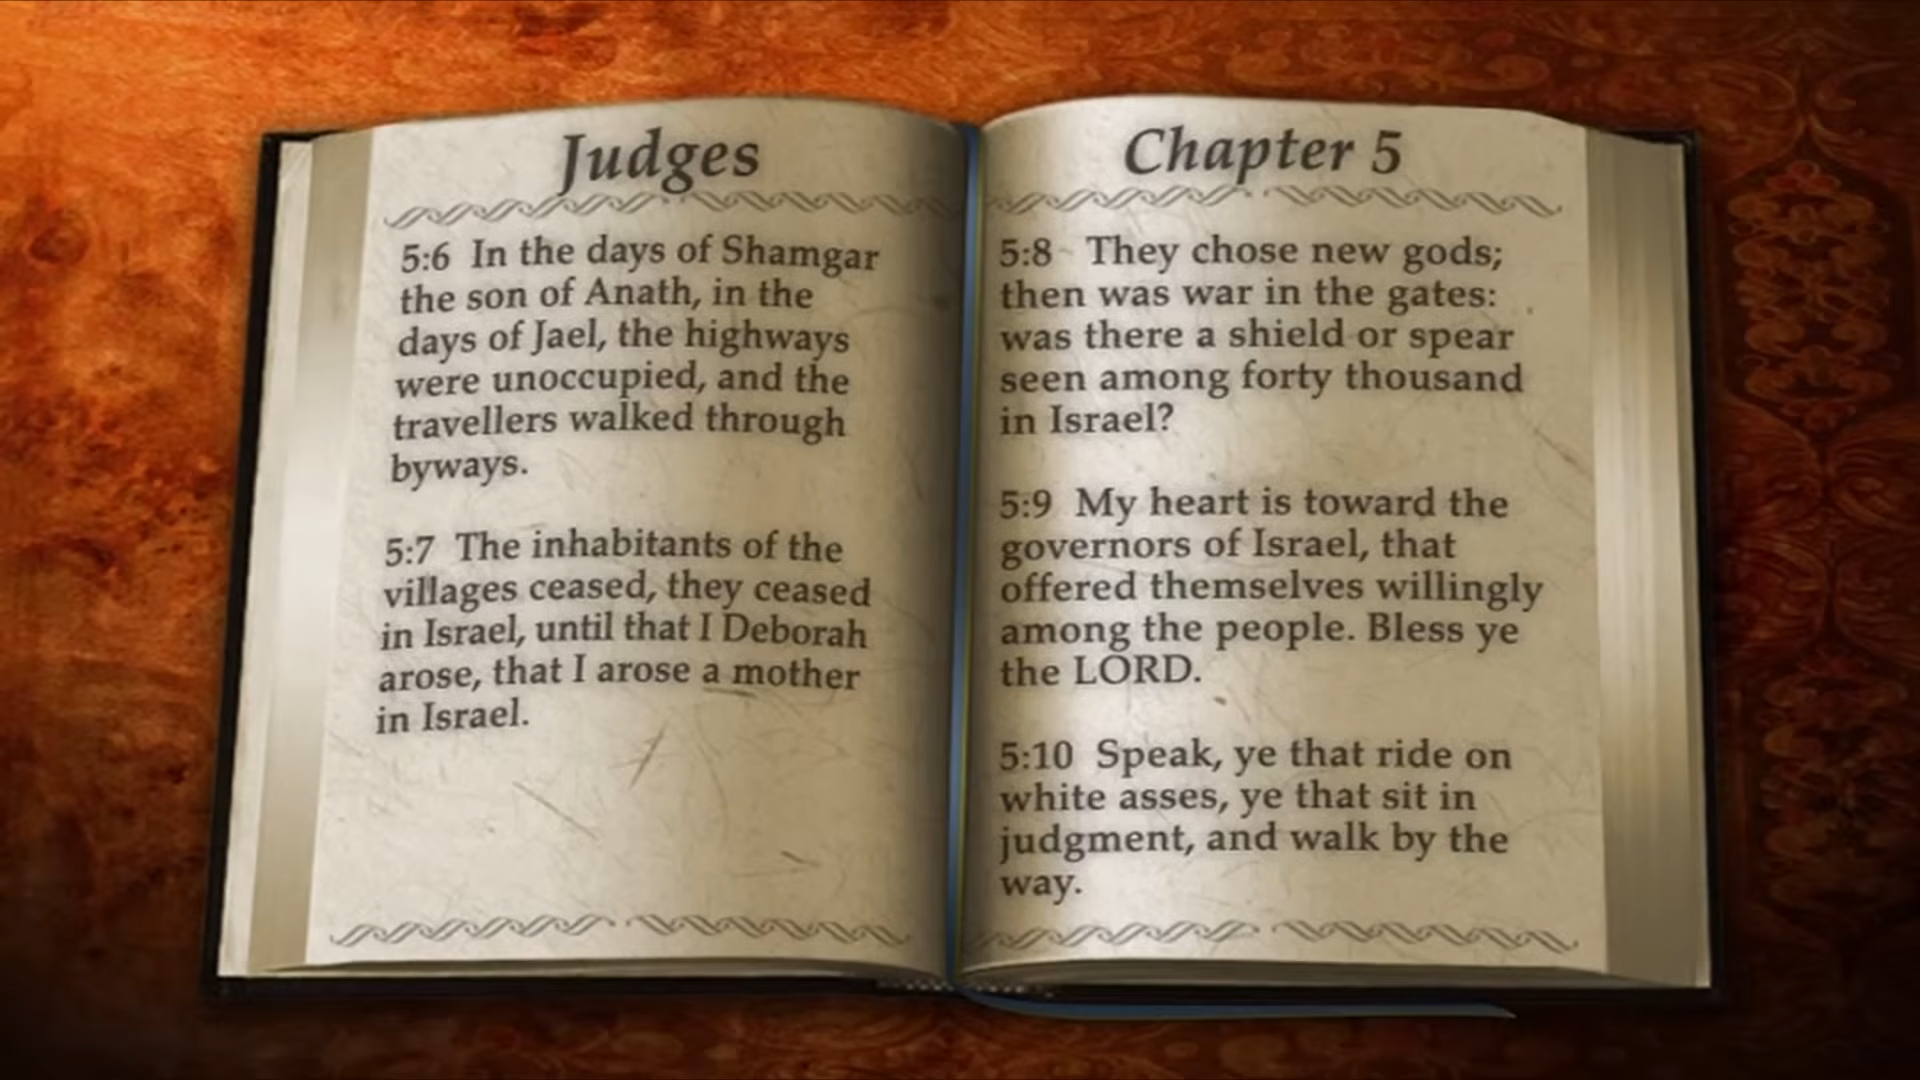 Judges
5:6 In the days of Shamgar
the son of Anath, in the
days of Jael, the highways
were unoccupied, and the
travellers walked through
byways.
5:7 The inhabitants of the
villages ceased, they ceased
in Israel, until that I Deborah
arose, that I arose a mother
in Israel.
Chapter 5
5:8 They chose new gods;
then was war in the gates:
was there a shield or spear
seen among forty thousand
in Israel?
5:9 My heart is toward the
governors of Israel, that
offered themselves willingly
among the people. Bless ye
the LORD.
5:10 Speak, ye that ride on
white asses, ye that sit in
judgment, and walk by the
way.